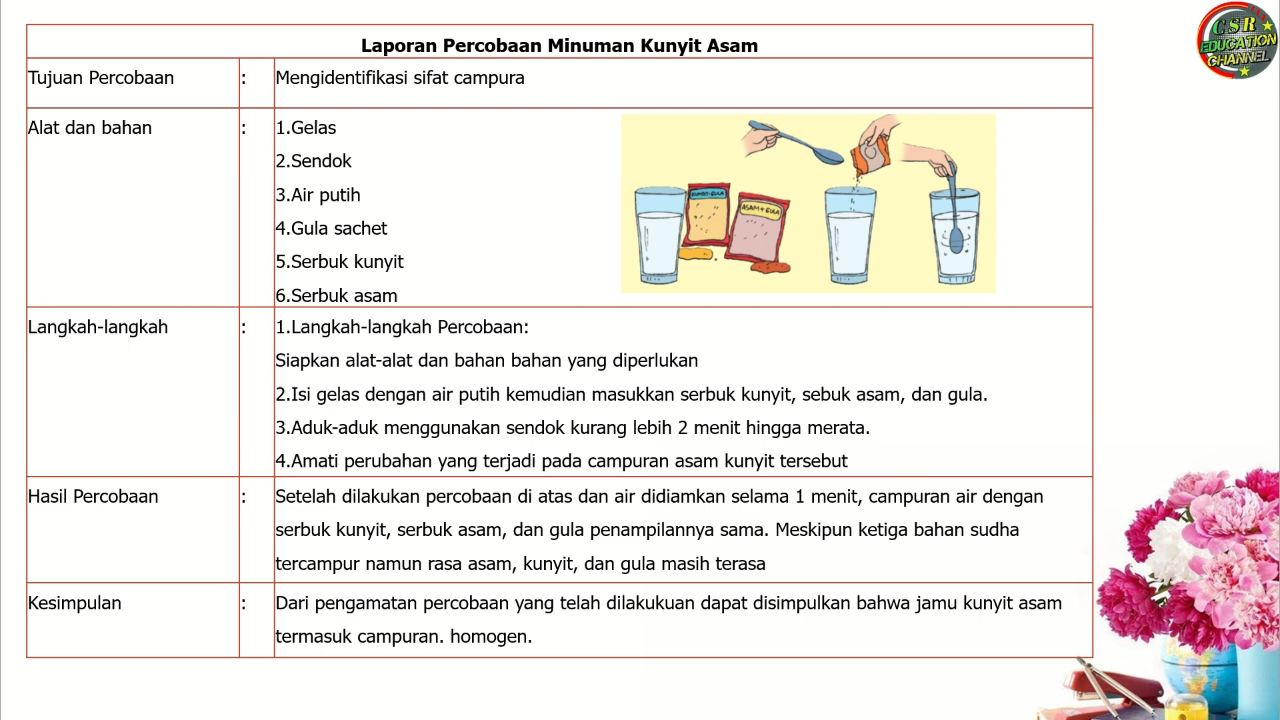 Laporan Percobaan Minuman Kunyit Asam
Tujuan Percobaan : Mengidentifikasi sifat campura
Alat dan bahan : 1.Gelas
2.Sendok
3.Air putih
4.Gula sachet
5.Serbuk kunyit
6.Serbuk asam
KUNYIT+GULA
ASAM+GULA
Langkah-langkah : 1.Langkah-langkah Percobaan:
Siapkan alat-alat dan bahan bahan yang diperlukan
2.Isi gelas dengan air putih kemudian masukkan serbuk kunyit, sebuk asam, dan gula.
3.Aduk-aduk menggunakan sendok kurang lebih 2 menit hingga merata.
4.Amati perubahan yang terjadi pada campuran asam kunyit tersebut
Hasil Percobaan : Setelah dilakukan percobaan di atas dan air didiamkan selama 1 menit, campuran air dengan
serbuk kunyit, serbuk asam, dan gula penampilannya sama. Meskipun ketiga bahan sudha
tercampur namun rasa asam, kunyit, dan gula masih terasa
Kesimpulan : Dari pengamatan percobaan yang telah dilakukuan dapat disimpulkan bahwa jamu kunyit asam
termasuk campuran. homogen.
CSR
EDUCATION
CHANNEL